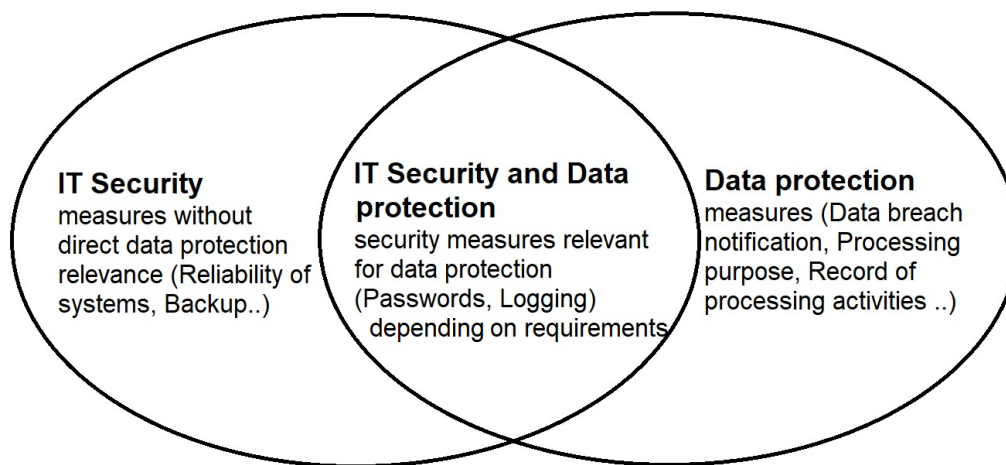 IT Security
measures without
direct data protection
relevance (Reliability of
systems, Backup..)
IT Security and Data
protection
security measures relevant
for data protection
(Passwords, Logging)
depending on requirements
Data protection
measures (Data breach
notification, Processing
purpose, Record of
processing activities ..)